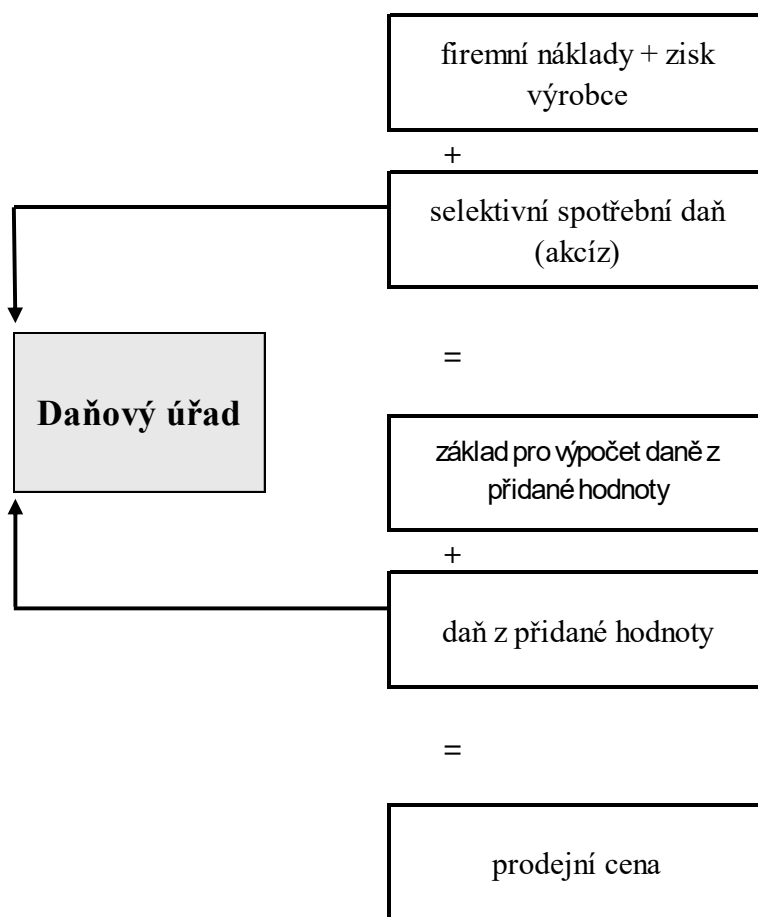 firemní náklady + zisk
výrobce
+
selektivní spotřební daň
(akcíz)
=
Daňový úřad
základ pro výpočet daně z
přidané hodnoty
+
daň z přidané hodnoty
=
prodejní cena